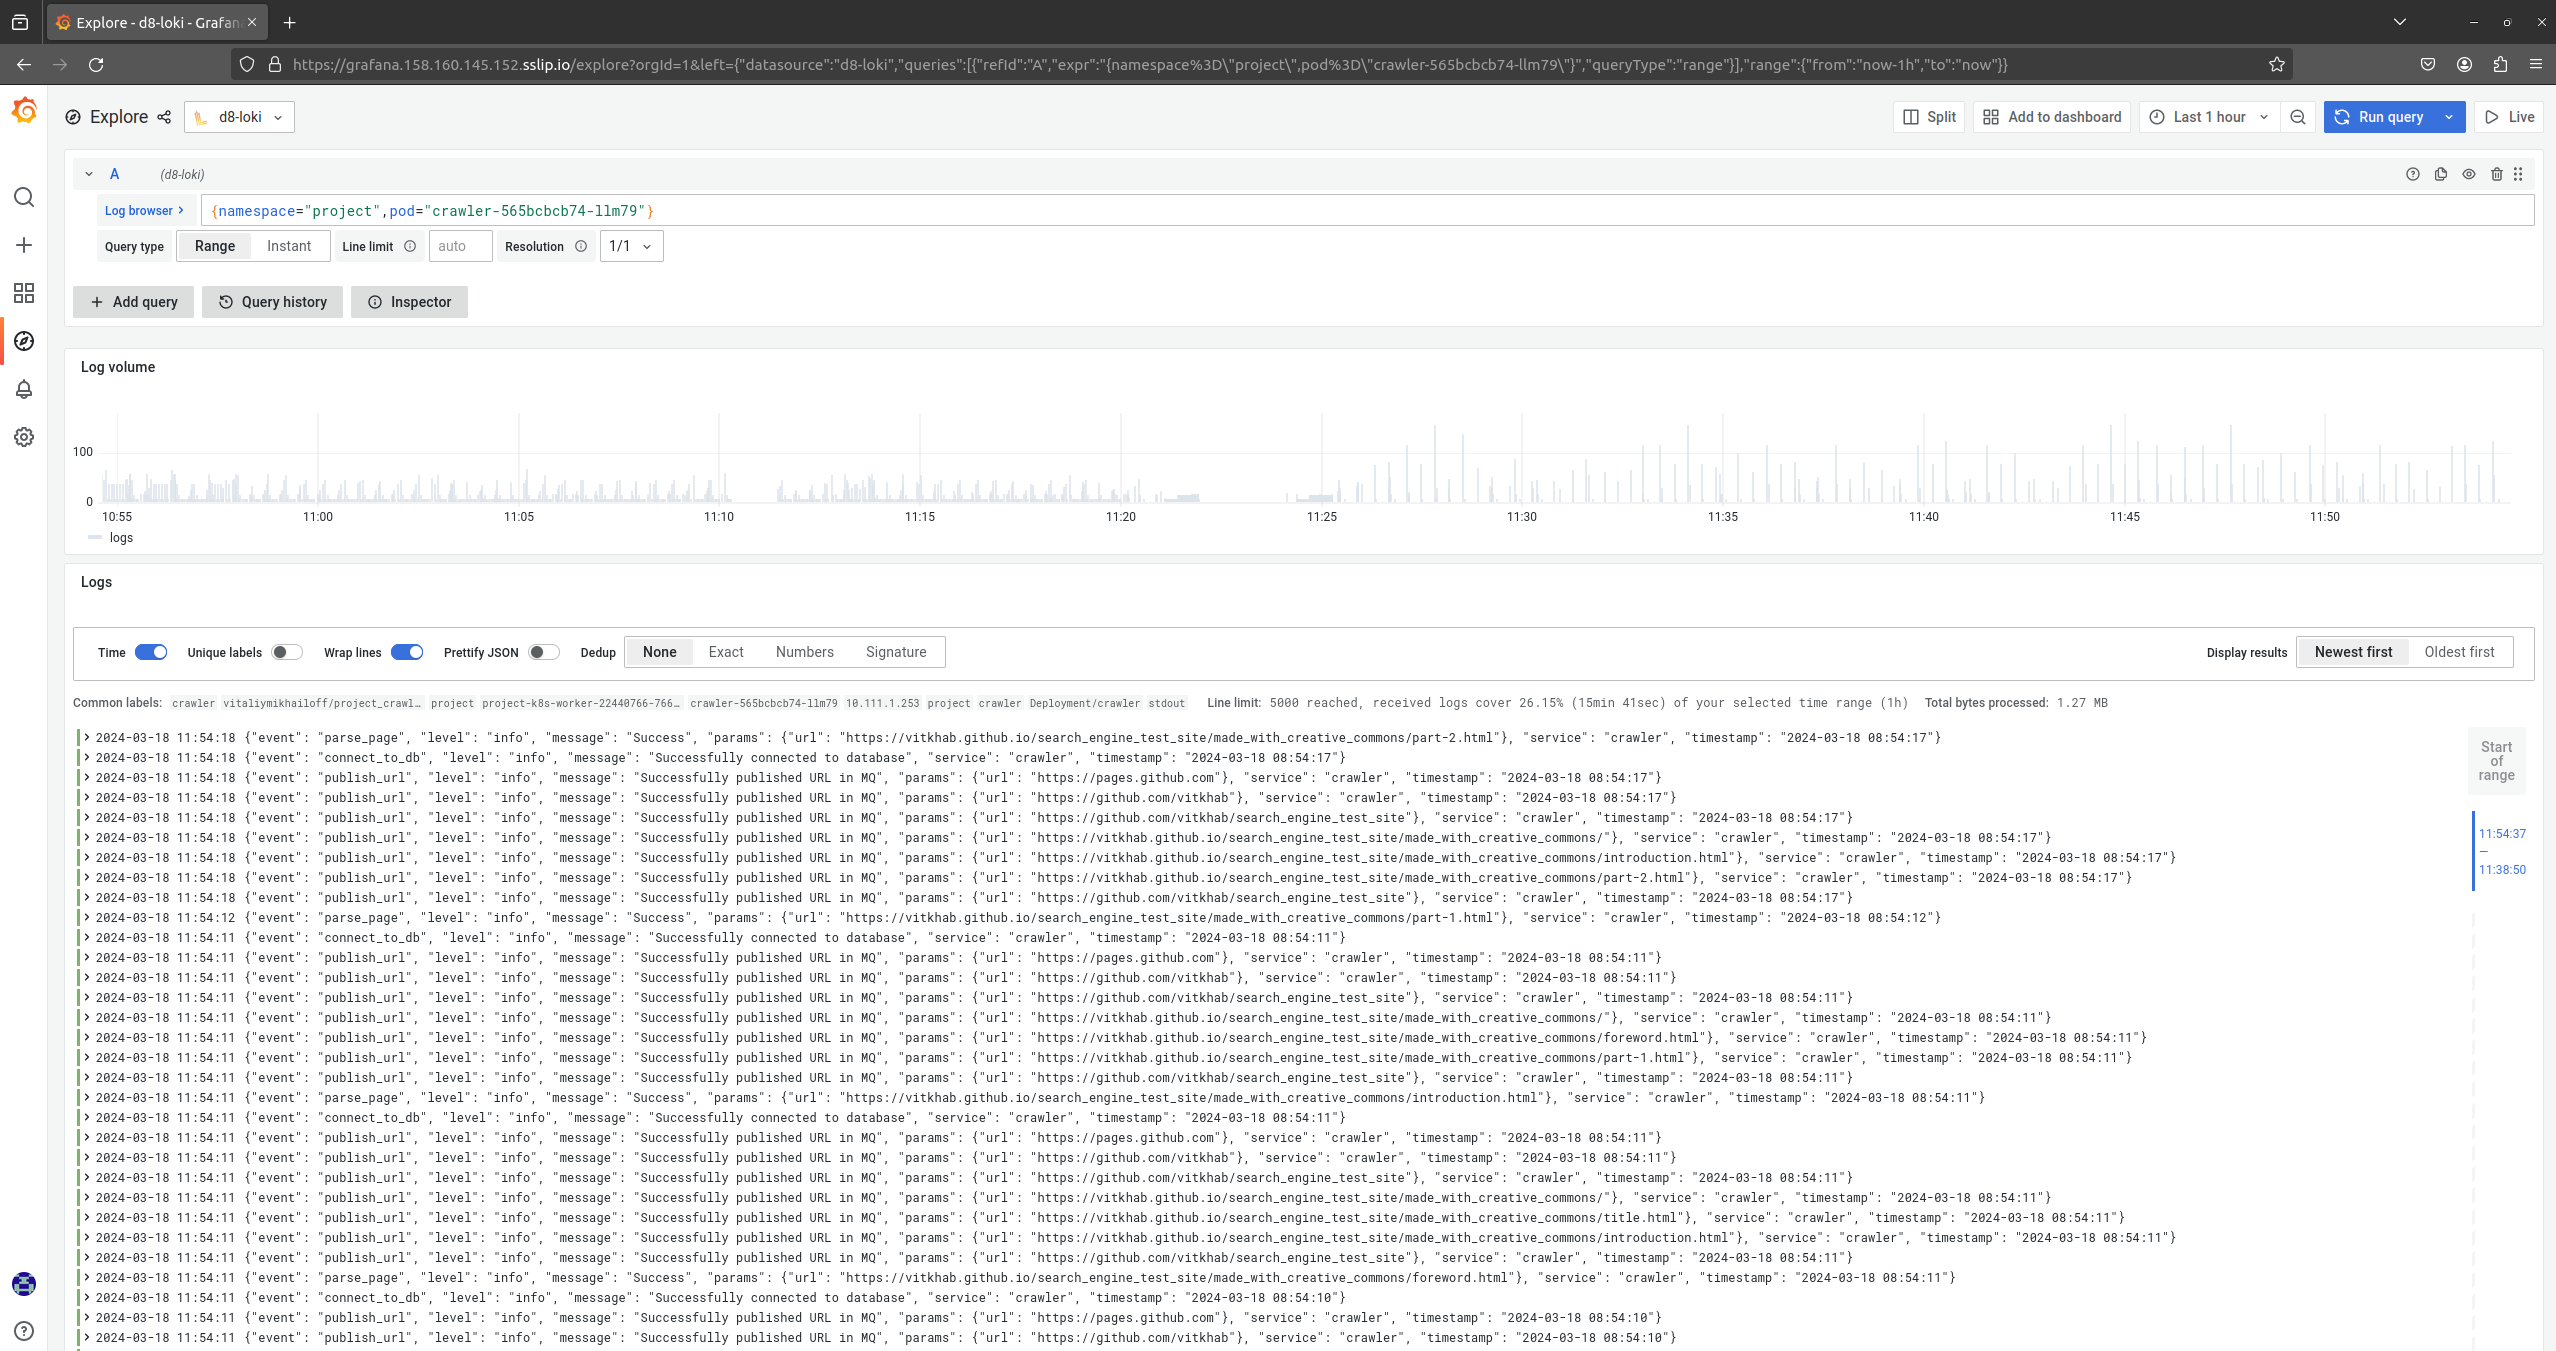 Explore - d8-loki - Grafan
https://grafana.158.160.145.152.sslip.io/explore?orgId=1&left={"datasource":"d8-loki","queries":[{"refId":"A","expr":"{namespace%3D\"project\",pod%3D\"crawler-565bcbcb74-llm79\"}","queryType":"range"}],"range":{"from":"now-1h","to":"now"}}
Explore d8-loki Split Add to dashboard Last 1 hour Run query Live
A (d8-loki)
Log browser {namespace="project",pod="crawler-565bcbcb74-llm79"}
Query type Range Instant Line limit auto Resolution 1/1
Add query Query history Inspector
Log volume
100
0
10:55 11:00 11:05 11:10 11:15 11:20 11:25 11:30 11:35 11:40 11:45 11:50
logs
Logs
Time Unique labels Wrap lines Prettify JSON Dedup None Exact Numbers Signature Display results Newest first Oldest first
Common labels: crawler vitaliymikhailoff/project_crawl… project project-k8s-worker-22440766-766… crawler-565bcbcb74-llm79 10.111.1.253 project crawler Deployment/crawler stdout Line limit: 5000 reached, received logs cover 26.15% (15min 41sec) of your selected time range (1h) Total bytes processed: 1.27 MB
2024-03-18 11:54:18 {"event": "parse_page", "level": "info", "message": "Success", "params": {"url": "https://vitkhab.github.io/search_engine_test_site/made_with_creative_commons/part-2.html"}, "service": "crawler", "timestamp": "2024-03-18 08:54:17"}
2024-03-18 11:54:18 {"event": "connect_to_db", "level": "info", "message": "Successfully connected to database", "service": "crawler", "timestamp": "2024-03-18 08:54:17"}
2024-03-18 11:54:18 {"event": "publish_url", "level": "info", "message": "Successfully published URL in MQ", "params": {"url": "https://pages.github.com"}, "service": "crawler", "timestamp": "2024-03-18 08:54:17"}
2024-03-18 11:54:18 {"event": "publish_url", "level": "info", "message": "Successfully published URL in MQ", "params": {"url": "https://github.com/vitkhab"}, "service": "crawler", "timestamp": "2024-03-18 08:54:17"}
2024-03-18 11:54:18 {"event": "publish_url", "level": "info", "message": "Successfully published URL in MQ", "params": {"url": "https://github.com/vitkhab/search_engine_test_site"}, "service": "crawler", "timestamp": "2024-03-18 08:54:17"}
2024-03-18 11:54:18 {"event": "publish_url", "level": "info", "message": "Successfully published URL in MQ", "params": {"url": "https://vitkhab.github.io/search_engine_test_site/made_with_creative_commons/"}, "service": "crawler", "timestamp": "2024-03-18 08:54:17"}
2024-03-18 11:54:18 {"event": "publish_url", "level": "info", "message": "Successfully published URL in MQ", "params": {"url": "https://vitkhab.github.io/search_engine_test_site/made_with_creative_commons/introduction.html"}, "service": "crawler", "timestamp": "2024-03-18 08:54:17"}
2024-03-18 11:54:18 {"event": "publish_url", "level": "info", "message": "Successfully published URL in MQ", "params": {"url": "https://vitkhab.github.io/search_engine_test_site/made_with_creative_commons/part-2.html"}, "service": "crawler", "timestamp": "2024-03-18 08:54:17"}
2024-03-18 11:54:18 {"event": "publish_url", "level": "info", "message": "Successfully published URL in MQ", "params": {"url": "https://github.com/vitkhab/search_engine_test_site"}, "service": "crawler", "timestamp": "2024-03-18 08:54:17"}
2024-03-18 11:54:12 {"event": "parse_page", "level": "info", "message": "Success", "params": {"url": "https://vitkhab.github.io/search_engine_test_site/made_with_creative_commons/part-1.html"}, "service": "crawler", "timestamp": "2024-03-18 08:54:12"}
2024-03-18 11:54:11 {"event": "connect_to_db", "level": "info", "message": "Successfully connected to database", "service": "crawler", "timestamp": "2024-03-18 08:54:11"}
2024-03-18 11:54:11 {"event": "publish_url", "level": "info", "message": "Successfully published URL in MQ", "params": {"url": "https://pages.github.com"}, "service": "crawler", "timestamp": "2024-03-18 08:54:11"}
2024-03-18 11:54:11 {"event": "publish_url", "level": "info", "message": "Successfully published URL in MQ", "params": {"url": "https://github.com/vitkhab"}, "service": "crawler", "timestamp": "2024-03-18 08:54:11"}
2024-03-18 11:54:11 {"event": "publish_url", "level": "info", "message": "Successfully published URL in MQ", "params": {"url": "https://github.com/vitkhab/search_engine_test_site"}, "service": "crawler", "timestamp": "2024-03-18 08:54:11"}
2024-03-18 11:54:11 {"event": "publish_url", "level": "info", "message": "Successfully published URL in MQ", "params": {"url": "https://vitkhab.github.io/search_engine_test_site/made_with_creative_commons/"}, "service": "crawler", "timestamp": "2024-03-18 08:54:11"}
2024-03-18 11:54:11 {"event": "publish_url", "level": "info", "message": "Successfully published URL in MQ", "params": {"url": "https://vitkhab.github.io/search_engine_test_site/made_with_creative_commons/foreword.html"}, "service": "crawler", "timestamp": "2024-03-18 08:54:11"}
2024-03-18 11:54:11 {"event": "publish_url", "level": "info", "message": "Successfully published URL in MQ", "params": {"url": "https://vitkhab.github.io/search_engine_test_site/made_with_creative_commons/part-1.html"}, "service": "crawler", "timestamp": "2024-03-18 08:54:11"}
2024-03-18 11:54:11 {"event": "publish_url", "level": "info", "message": "Successfully published URL in MQ", "params": {"url": "https://github.com/vitkhab/search_engine_test_site"}, "service": "crawler", "timestamp": "2024-03-18 08:54:11"}
2024-03-18 11:54:11 {"event": "parse_page", "level": "info", "message": "Success", "params": {"url": "https://vitkhab.github.io/search_engine_test_site/made_with_creative_commons/introduction.html"}, "service": "crawler", "timestamp": "2024-03-18 08:54:11"}
2024-03-18 11:54:11 {"event": "connect_to_db", "level": "info", "message": "Successfully connected to database", "service": "crawler", "timestamp": "2024-03-18 08:54:11"}
2024-03-18 11:54:11 {"event": "publish_url", "level": "info", "message": "Successfully published URL in MQ", "params": {"url": "https://pages.github.com"}, "service": "crawler", "timestamp": "2024-03-18 08:54:11"}
2024-03-18 11:54:11 {"event": "publish_url", "level": "info", "message": "Successfully published URL in MQ", "params": {"url": "https://github.com/vitkhab"}, "service": "crawler", "timestamp": "2024-03-18 08:54:11"}
2024-03-18 11:54:11 {"event": "publish_url", "level": "info", "message": "Successfully published URL in MQ", "params": {"url": "https://github.com/vitkhab/search_engine_test_site"}, "service": "crawler", "timestamp": "2024-03-18 08:54:11"}
2024-03-18 11:54:11 {"event": "publish_url", "level": "info", "message": "Successfully published URL in MQ", "params": {"url": "https://vitkhab.github.io/search_engine_test_site/made_with_creative_commons/"}, "service": "crawler", "timestamp": "2024-03-18 08:54:11"}
2024-03-18 11:54:11 {"event": "publish_url", "level": "info", "message": "Successfully published URL in MQ", "params": {"url": "https://vitkhab.github.io/search_engine_test_site/made_with_creative_commons/title.html"}, "service": "crawler", "timestamp": "2024-03-18 08:54:11"}
2024-03-18 11:54:11 {"event": "publish_url", "level": "info", "message": "Successfully published URL in MQ", "params": {"url": "https://vitkhab.github.io/search_engine_test_site/made_with_creative_commons/introduction.html"}, "service": "crawler", "timestamp": "2024-03-18 08:54:11"}
2024-03-18 11:54:11 {"event": "publish_url", "level": "info", "message": "Successfully published URL in MQ", "params": {"url": "https://github.com/vitkhab/search_engine_test_site"}, "service": "crawler", "timestamp": "2024-03-18 08:54:11"}
2024-03-18 11:54:11 {"event": "parse_page", "level": "info", "message": "Success", "params": {"url": "https://vitkhab.github.io/search_engine_test_site/made_with_creative_commons/foreword.html"}, "service": "crawler", "timestamp": "2024-03-18 08:54:11"}
2024-03-18 11:54:11 {"event": "connect_to_db", "level": "info", "message": "Successfully connected to database", "service": "crawler", "timestamp": "2024-03-18 08:54:10"}
2024-03-18 11:54:11 {"event": "publish_url", "level": "info", "message": "Successfully published URL in MQ", "params": {"url": "https://pages.github.com"}, "service": "crawler", "timestamp": "2024-03-18 08:54:10"}
2024-03-18 11:54:11 {"event": "publish_url", "level": "info", "message": "Successfully published URL in MQ", "params": {"url": "https://github.com/vitkhab"}, "service": "crawler", "timestamp": "2024-03-18 08:54:10"}
Start
of
range
11:54:37
—
11:38:50